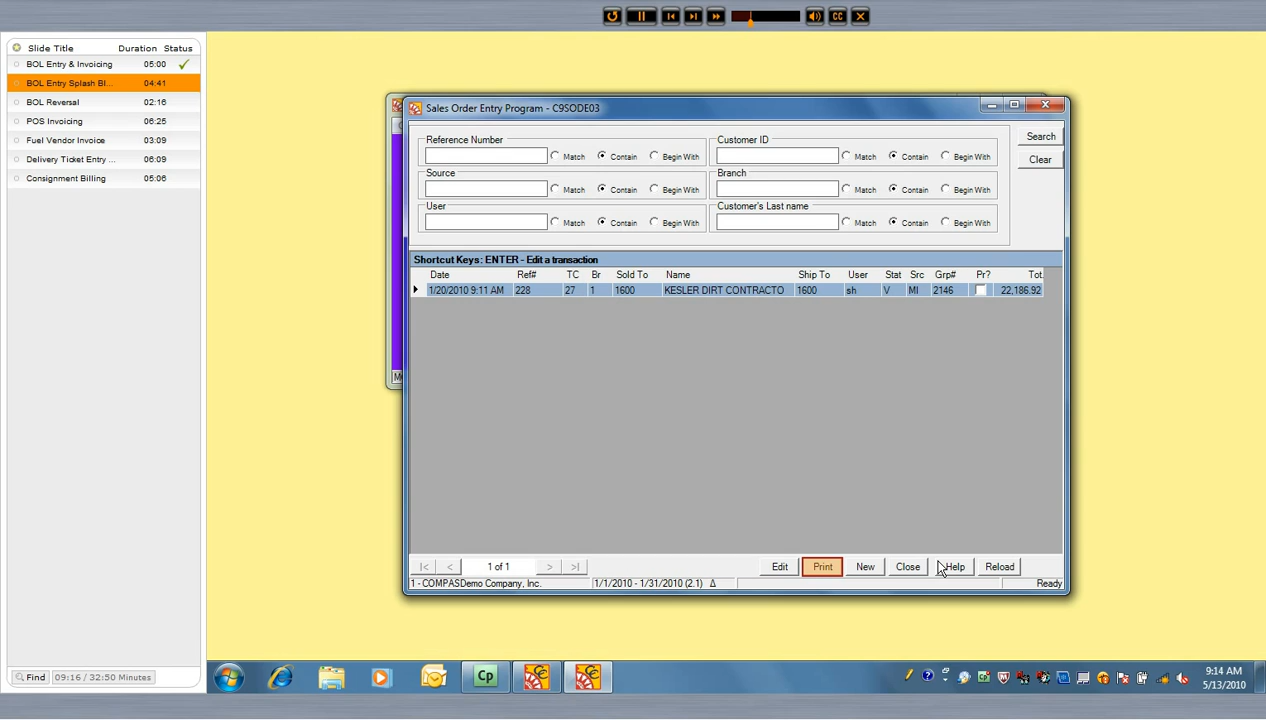 CC
Slide Title Duration Status
BOL Entry & Invoicing 05:00
BOL Entry Splash Bl... 04:41
BOL Reversal 02:16
POS Invoicing 06:25
Fuel Vendor Invoice 03:09
Delivery Ticket Entry ... 06:09
Consignment Billing 05:06
Sales Order Entry Program - C9SODE03
Reference Number Customer ID Search
Match Contain Begin With Match Contain Begin With Clear
Source Branch
Match Contain Begin With Match Contain Begin With
User Customer's Last name
Match Contain Begin With Match Contain Begin With
Shortcut Keys: ENTER - Edit a transaction
Date Ref# TC Br Sold To Name Ship To User Stat Src Grp# Pr? Tot
1/20/2010 9:11 AM 228 27 1 1600 KESLER DIRT CONTRACTO 1600 sh V MI 2146 22,186.92
|< < 1 of 1 > >| Edit Print New Close Help Reload
1 - COMPASDemo Company, Inc. 1/1/2010 - 1/31/2010 (2.1) Δ Ready
Find 09:16 / 32:50 Minutes
Cp
9:14 AM
5/13/2010